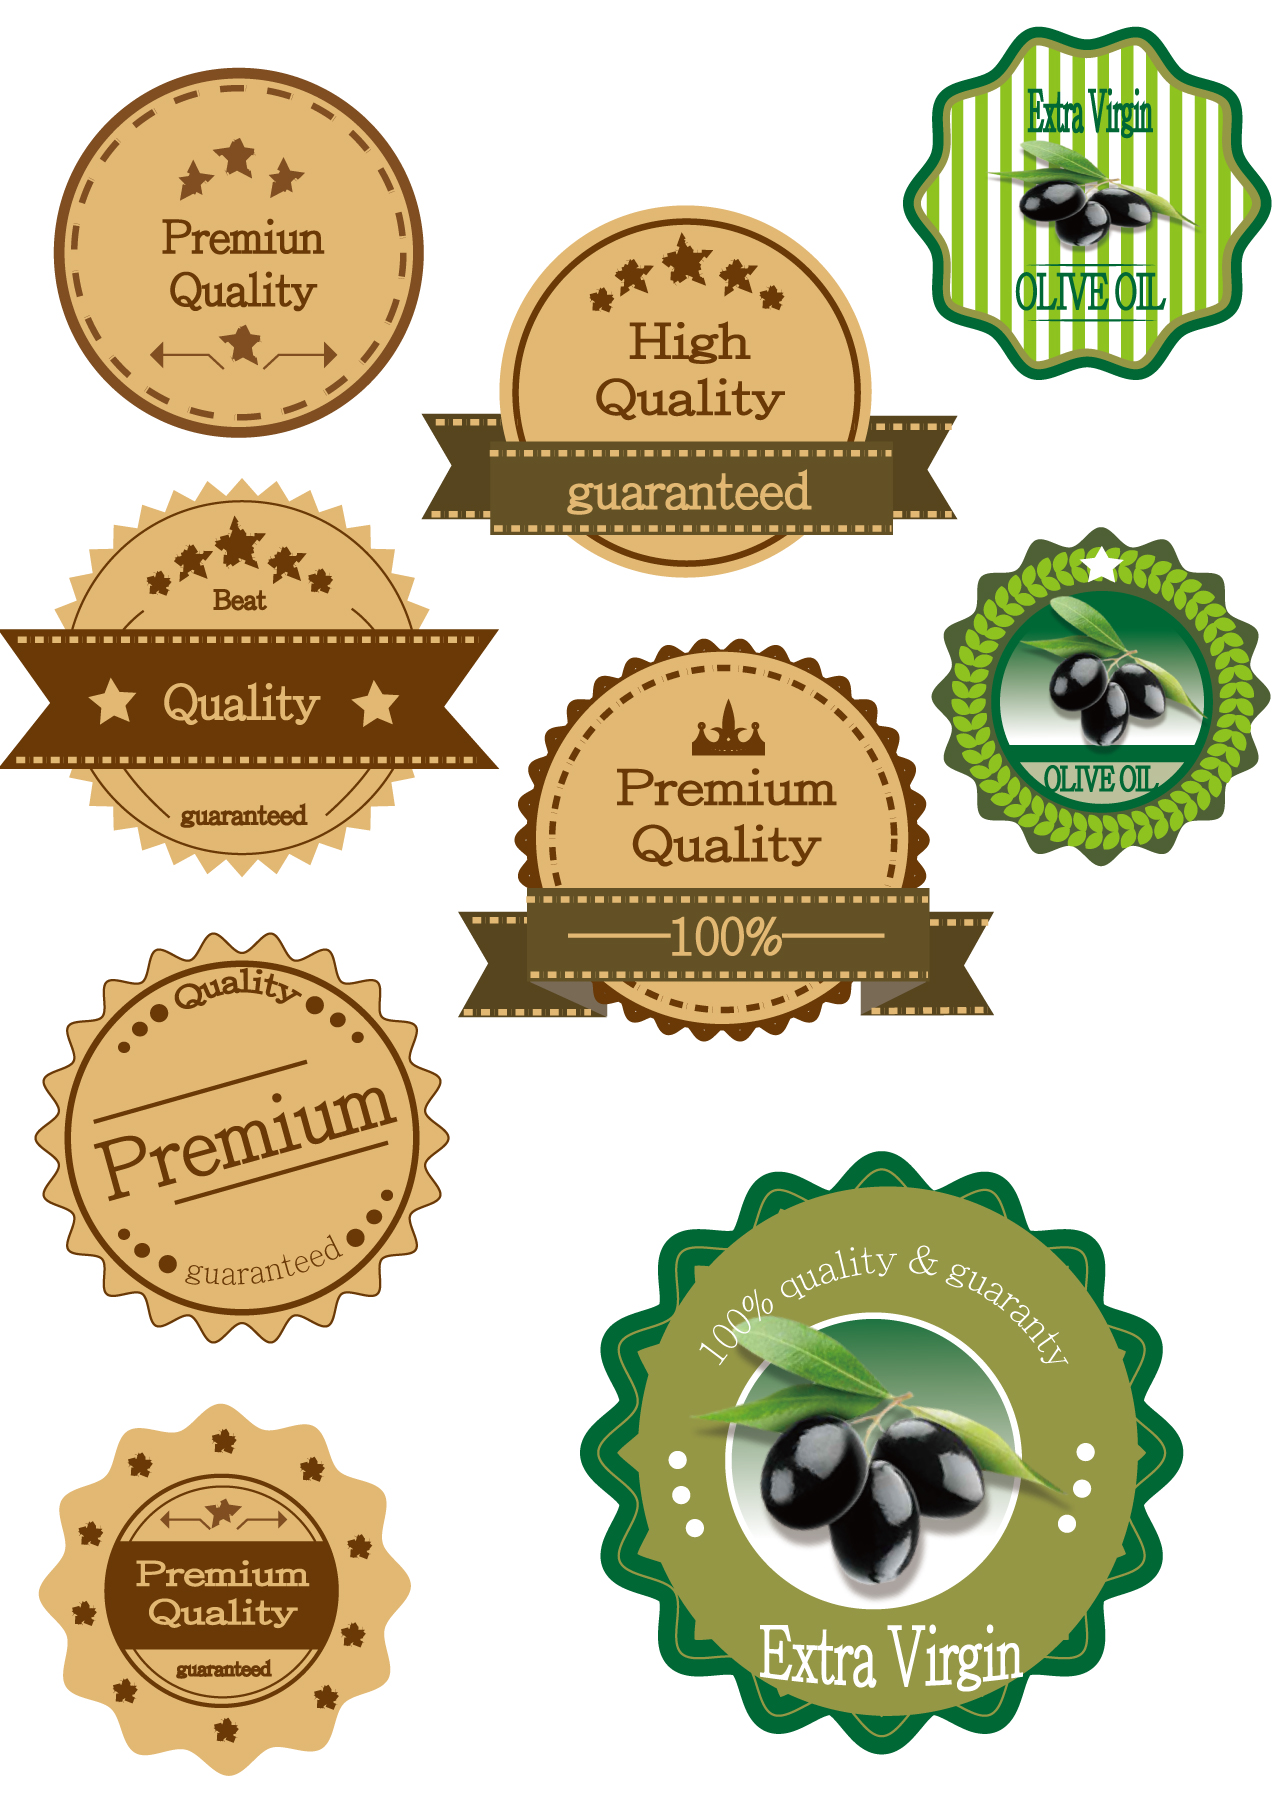 Premiun
Quality
Extra Virgin
OLIVE OIL
High
Quality
guaranteed
Beat
Quality
guaranteed
OLIVE OIL
Premium
Quality
100%
Quality
Premium
guaranteed
100% quality & guaranty
Extra Virgin
Premium
Quality
guaranteed